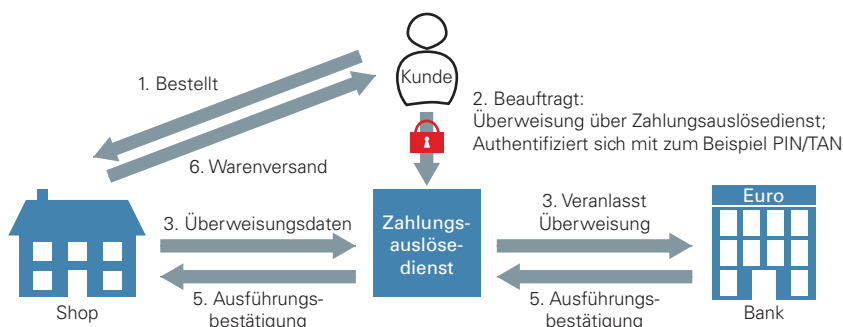 1. Bestellt
Kunde
2. Beauftragt:
Überweisung über Zahlungsauslösedienst;
Authentifiziert sich mit zum Beispiel PIN/TAN
6. Warenversand
3. Überweisungsdaten
Zahlungs-
auslöse-
dienst
3. Veranlasst
Überweisung
Euro
5. Ausführungs-
bestätigung
5. Ausführungs-
bestätigung
Shop
Bank